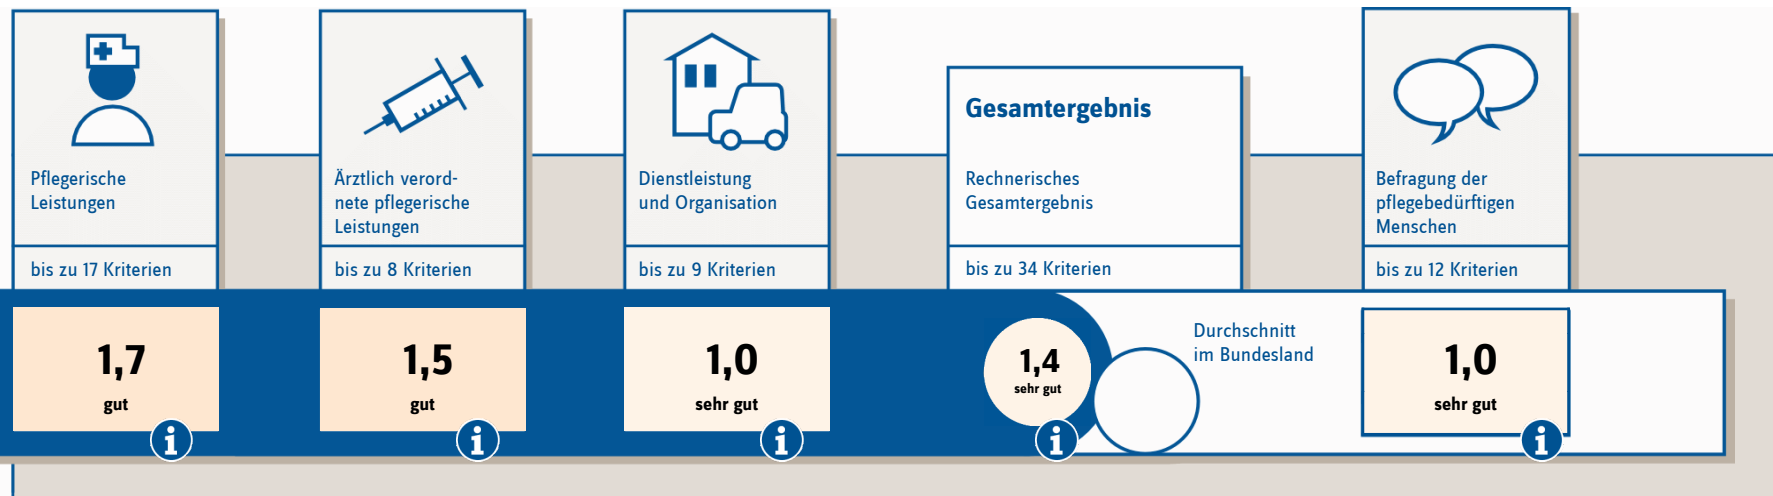 Pflegerische
Leistungen
bis zu 17 Kriterien
1,7
gut
Ärztlich verord-
nete pflegerische
Leistungen
bis zu 8 Kriterien
1,5
gut
Dienstleistung
und Organisation
bis zu 9 Kriterien
1,0
sehr gut
Gesamtergebnis
Rechnerisches
Gesamtergebnis
bis zu 34 Kriterien
1,4
sehr gut
Durchschnitt
im Bundesland
Befragung der
pflegebedürftigen
Menschen
bis zu 12 Kriterien
1,0
sehr gut